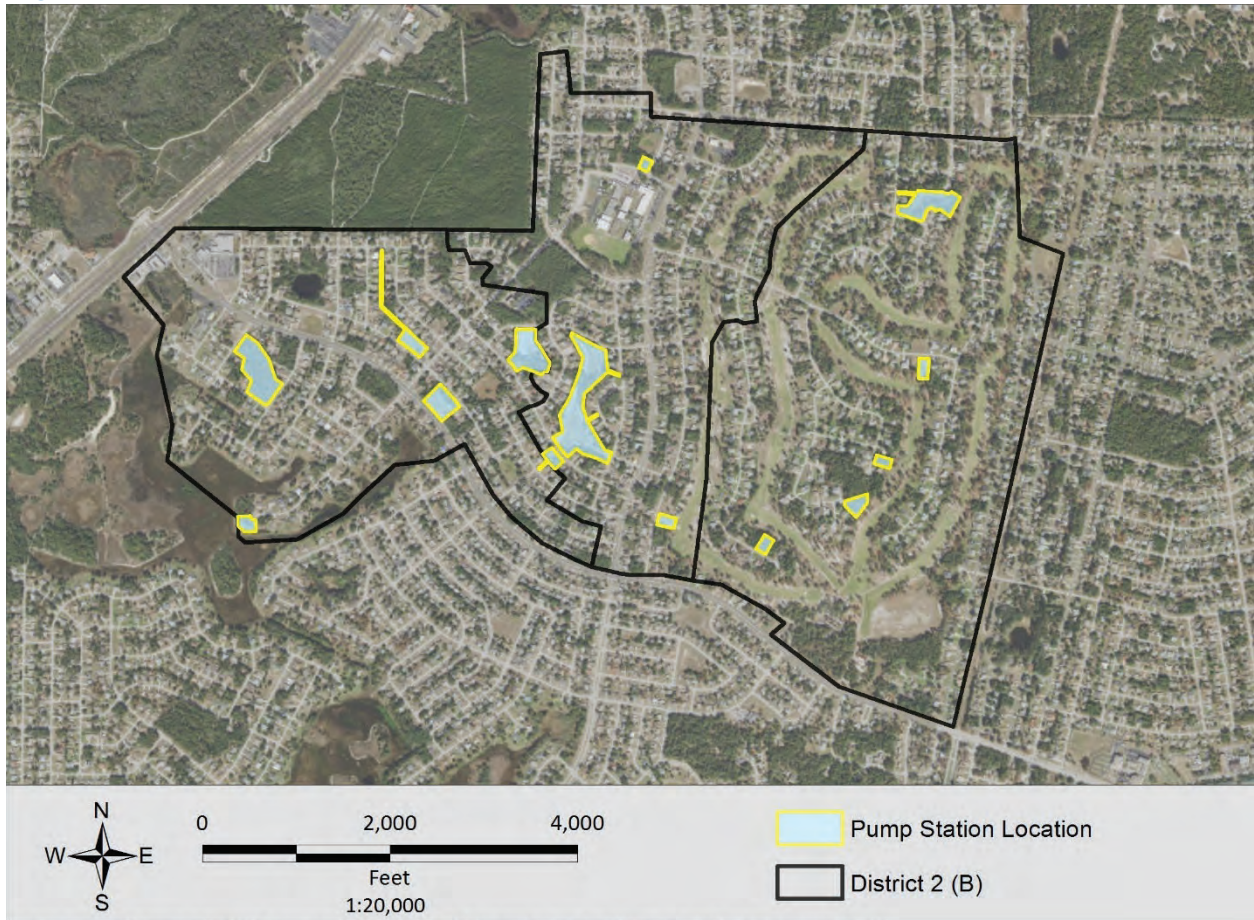 N
W E
S
0 2,000 4,000
Feet
1:20,000
Pump Station Location
District 2 (B)